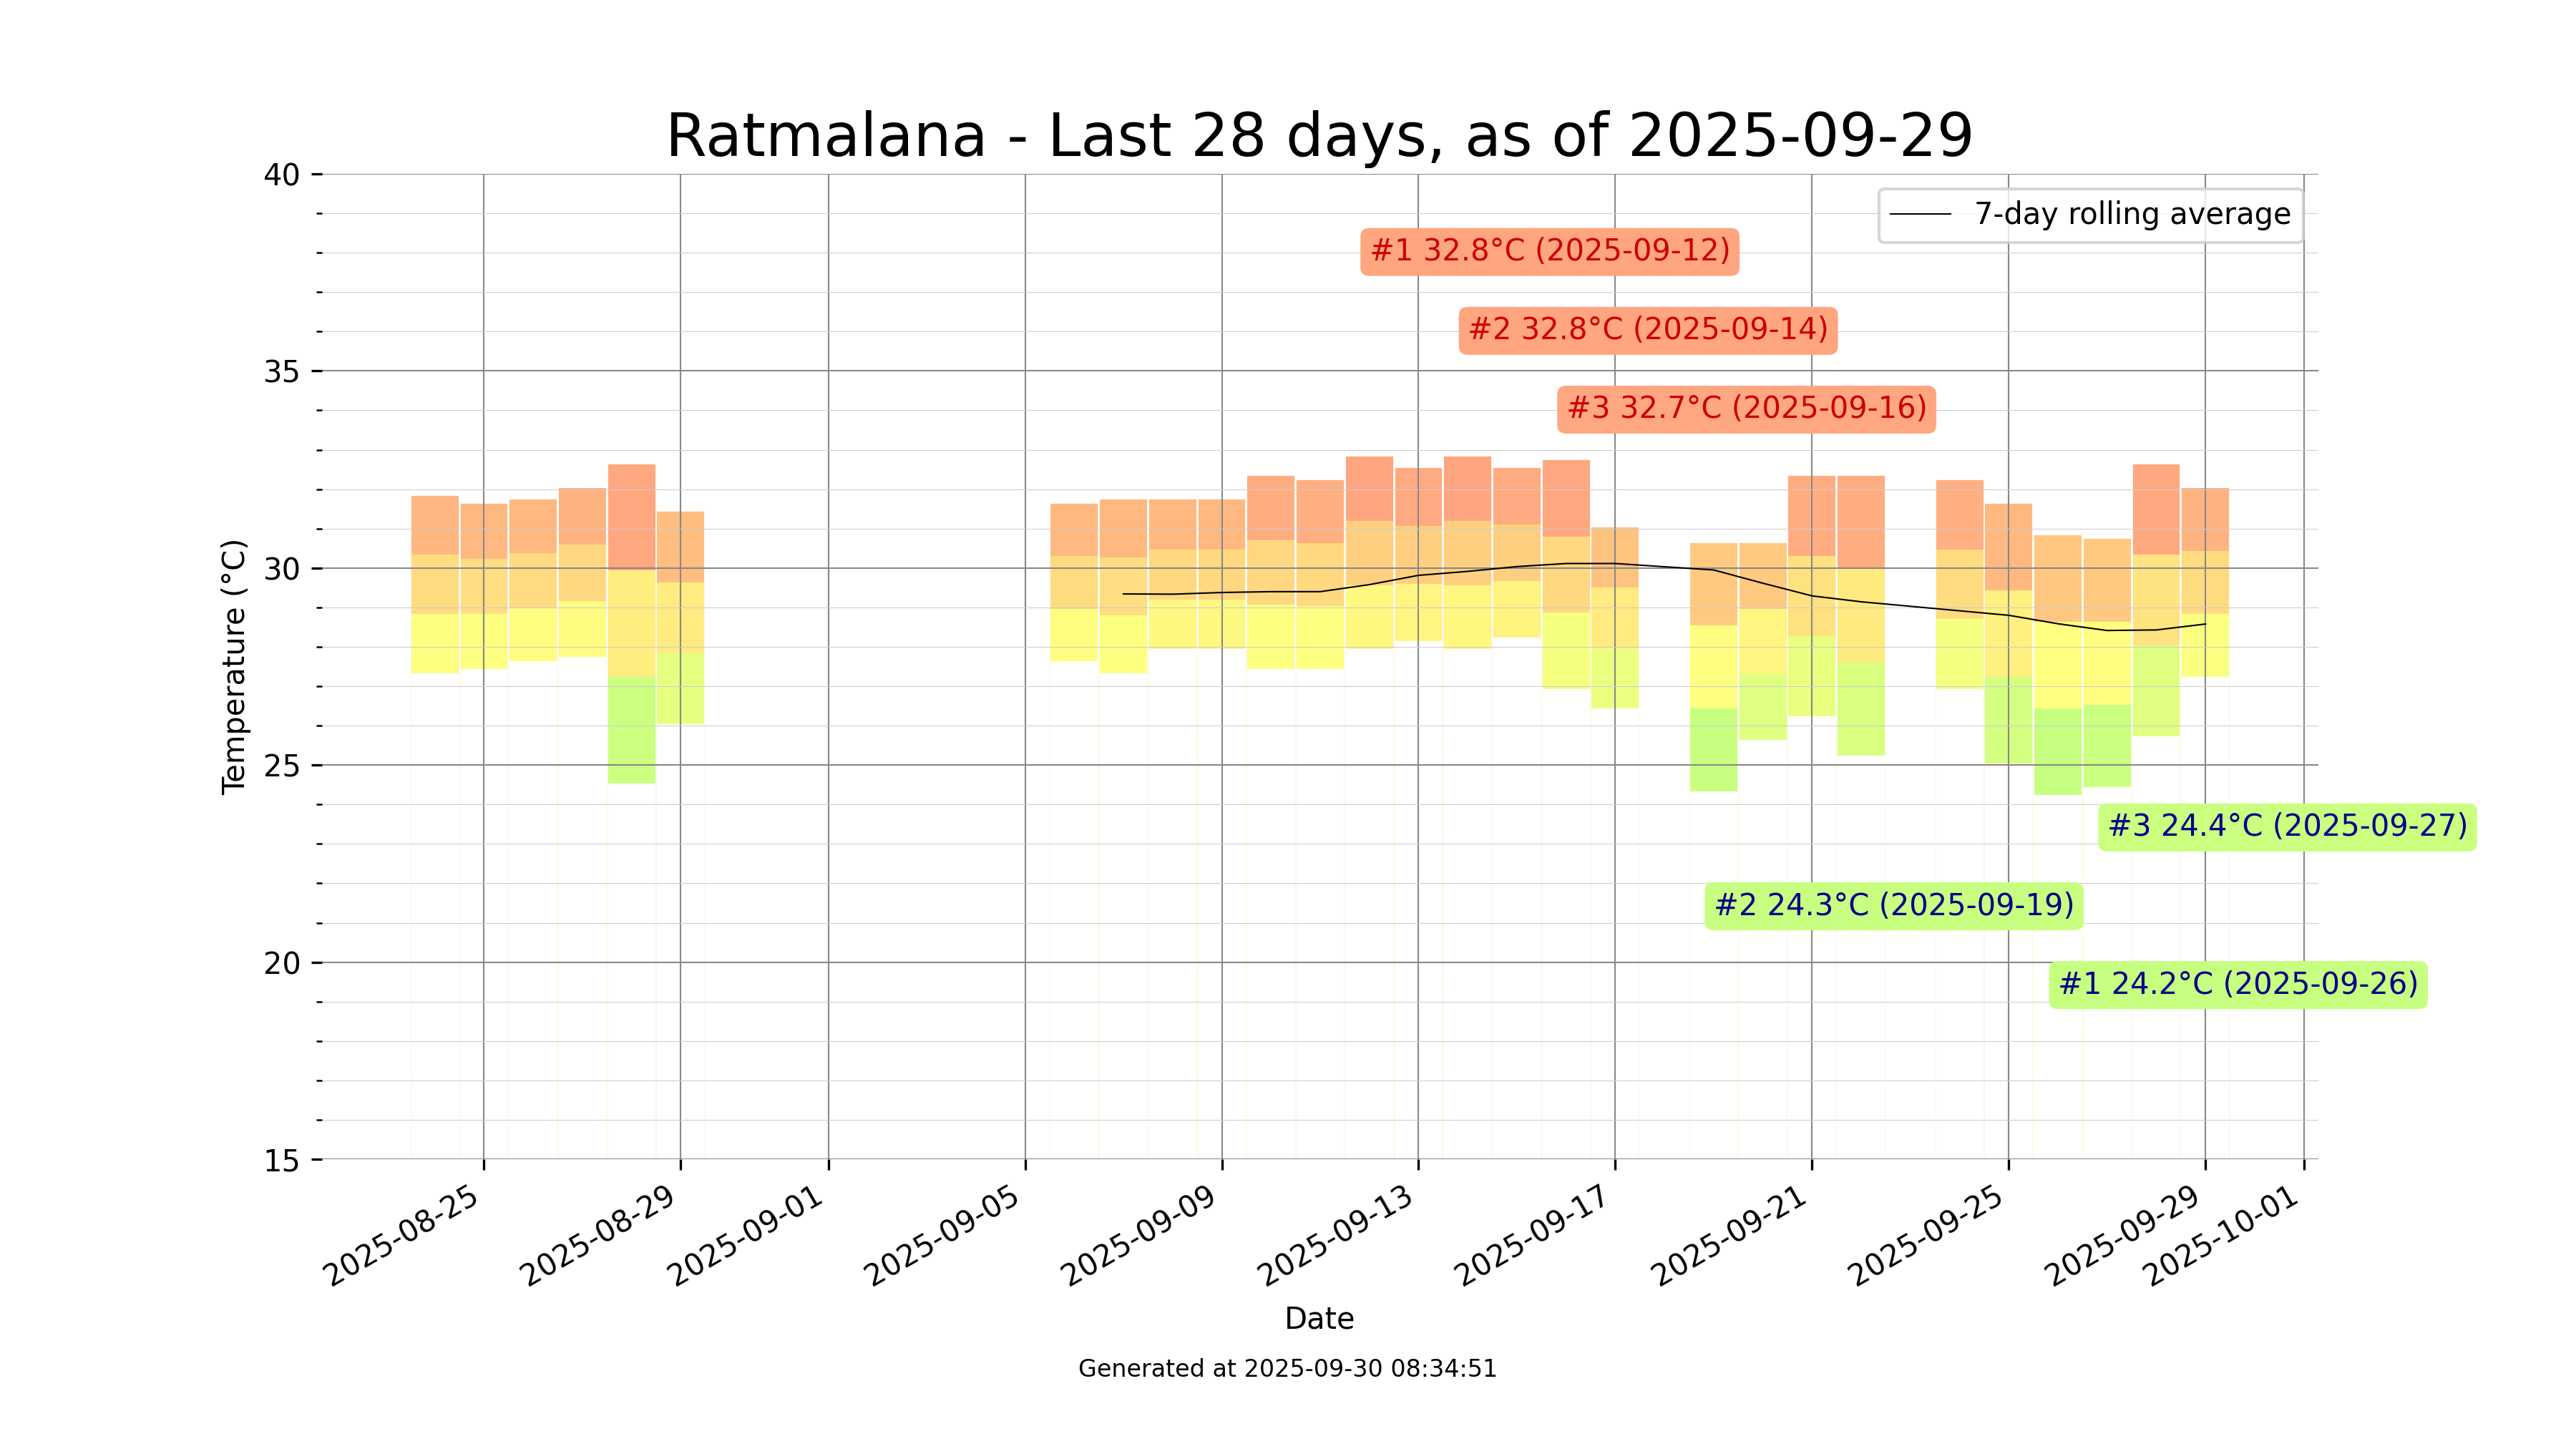 Ratmalana - Last 28 days, as of 2025-09-29
7-day rolling average
#1 32.8°C (2025-09-12)
#2 32.8°C (2025-09-14)
#3 32.7°C (2025-09-16)
#3 24.4°C (2025-09-27)
#2 24.3°C (2025-09-19)
#1 24.2°C (2025-09-26)
Temperature (°C)
40
35
30
25
20
15
2025-08-25
2025-08-29
2025-09-01
2025-09-05
2025-09-09
2025-09-13
2025-09-17
2025-09-21
2025-09-25
2025-09-29
2025-10-01
Date
Generated at 2025-09-30 08:34:51